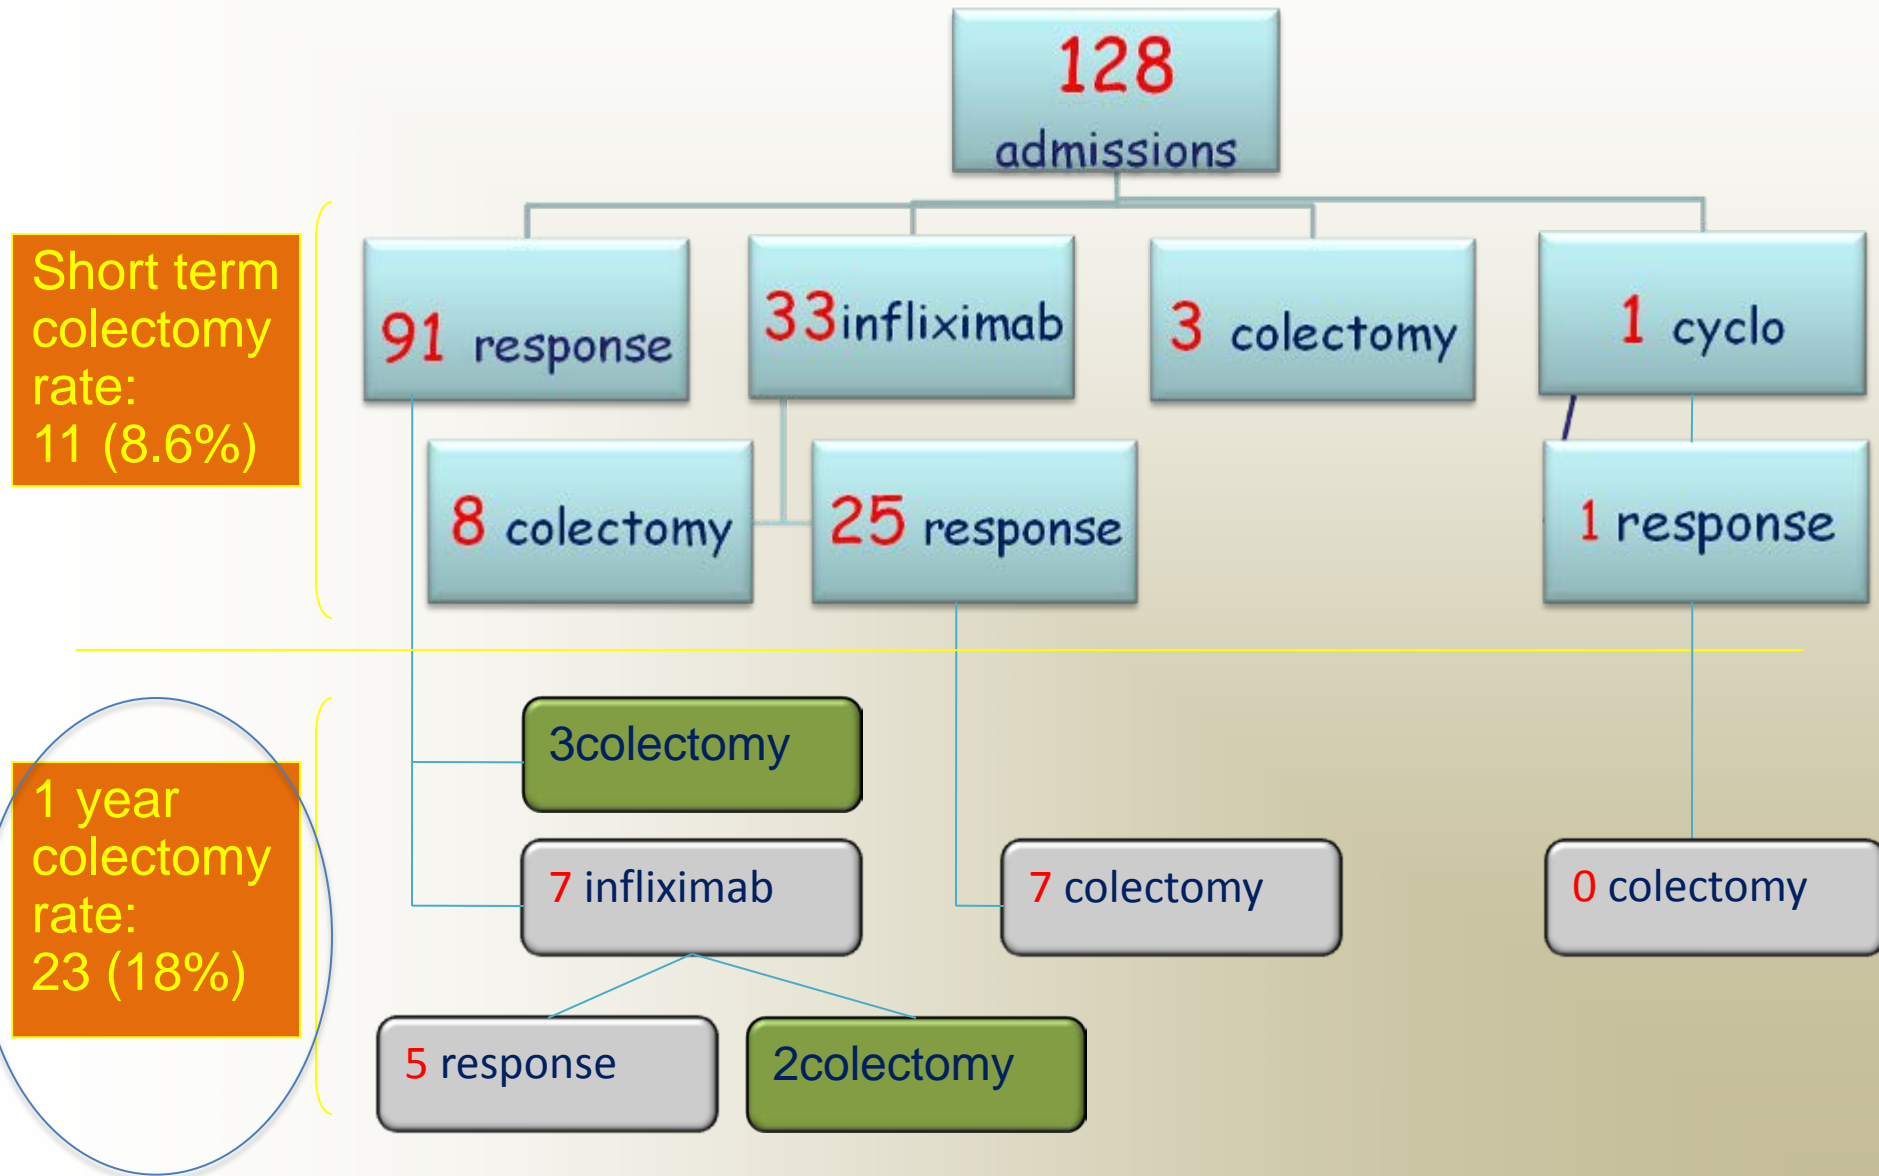 128
admissions
Short term
colectomy
rate:
11 (8.6%)
91 response
33infliximab
3 colectomy
1 cyclo
8 colectomy
25 response
1 response
1 year
colectomy
rate:
23 (18%)
3colectomy
7 infliximab
7 colectomy
0 colectomy
5 response
2colectomy